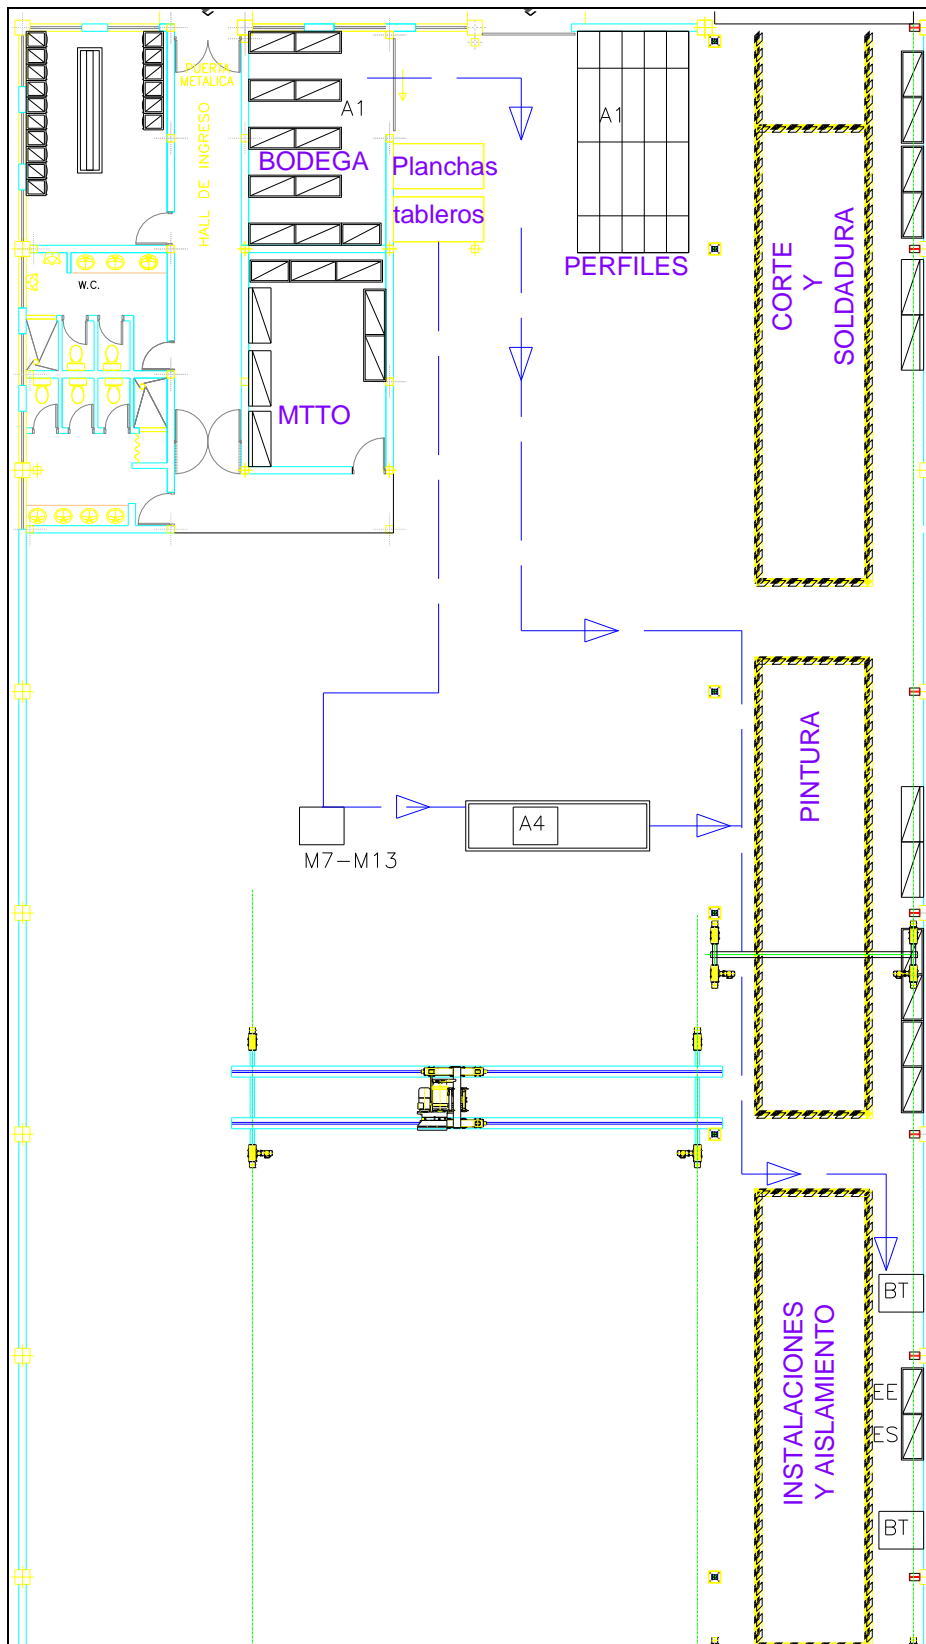 PUERTA
METALICA
HALL DE INGRESO
A1
A1
BODEGA
Planchas
tableros
PERFILES
W.C.
MTTO
CORTE
Y
SOLDADURA
PINTURA
A4
M7-M13
BT
INSTALACIONES
Y AISLAMIENTO
EE
ES
BT